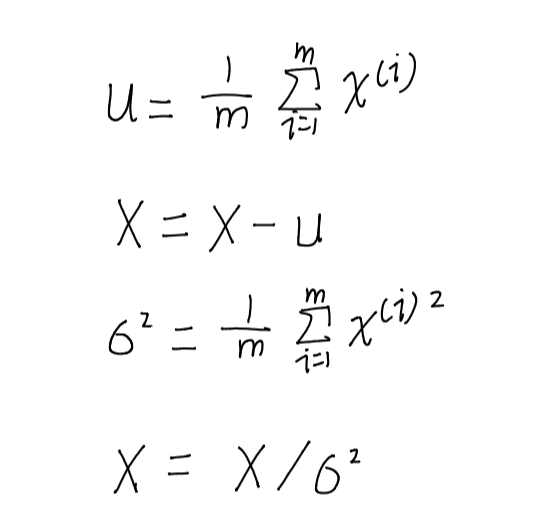 u = 1/m Σ_{i=1}^{m} x^{(i)}
X = X - u
6² = 1/m Σ_{i=1}^{m} x^{(i) 2}
X = X / 6²